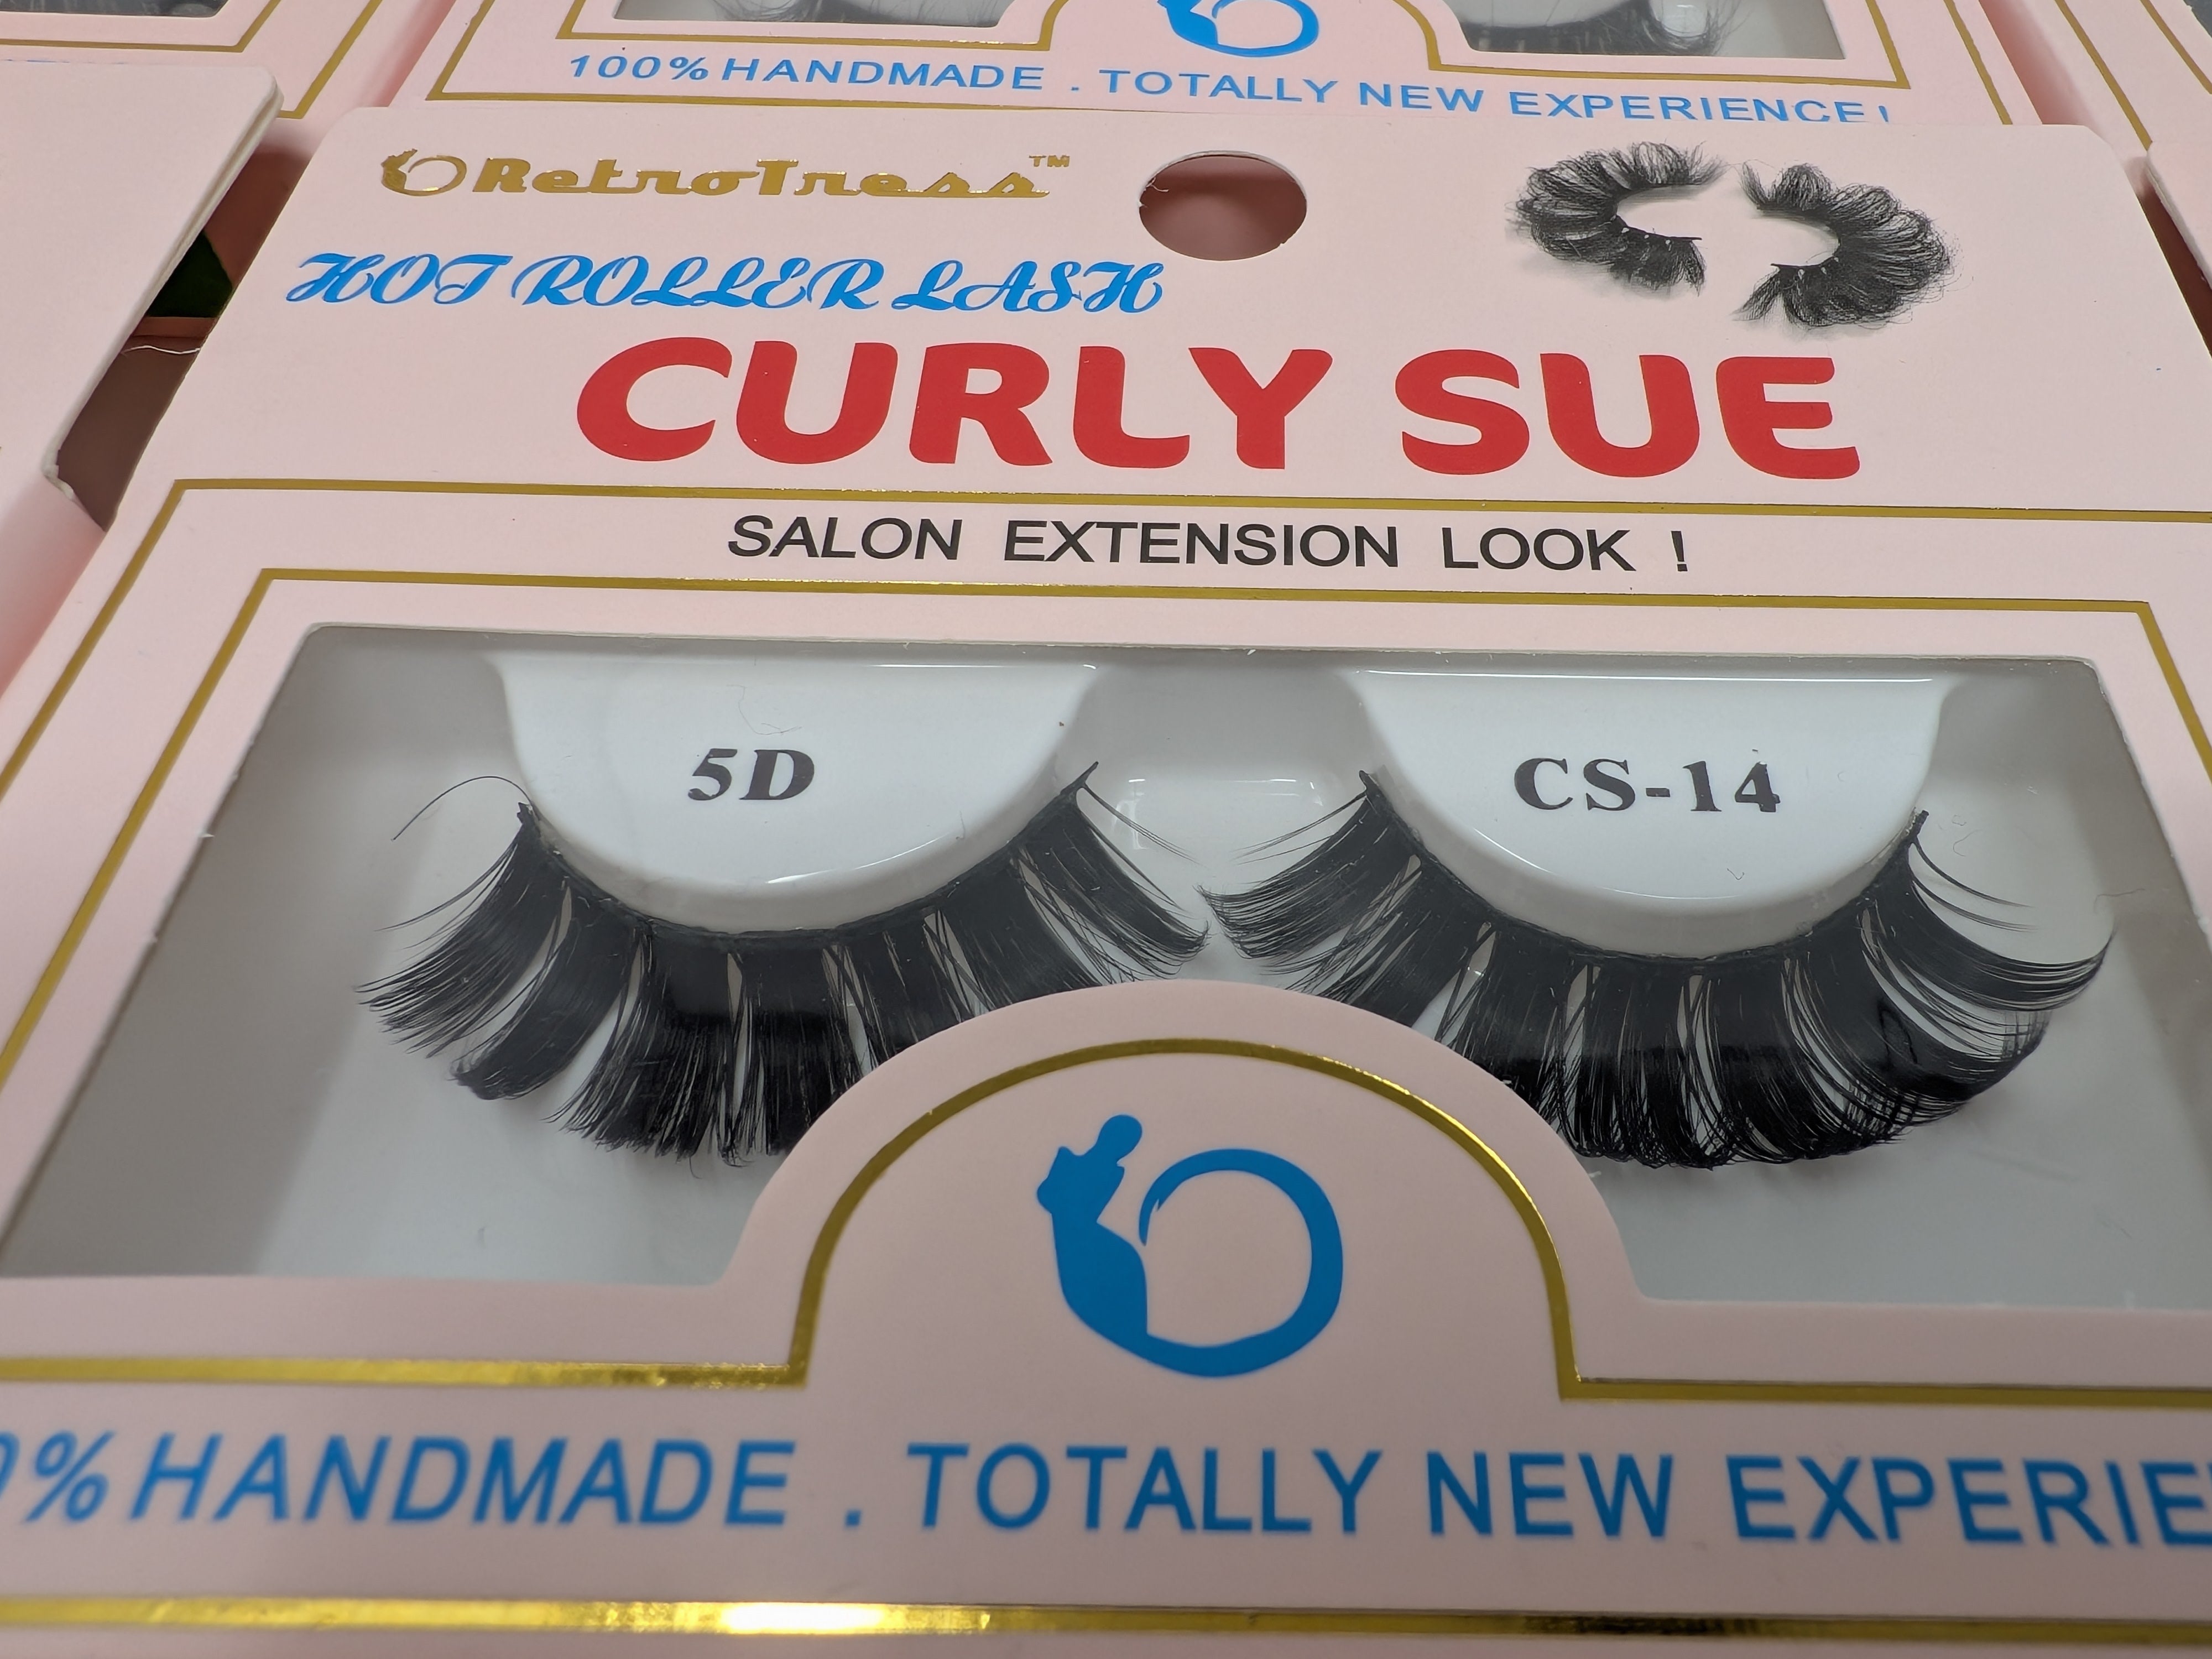 100% HANDMADE . TOTALLY NEW EXPERIENCE!
RetroTress™
HOT ROLLER LASH
CURLY SUE
SALON EXTENSION LOOK !
5D
CS-14
0% HANDMADE . TOTALLY NEW EXPERIE